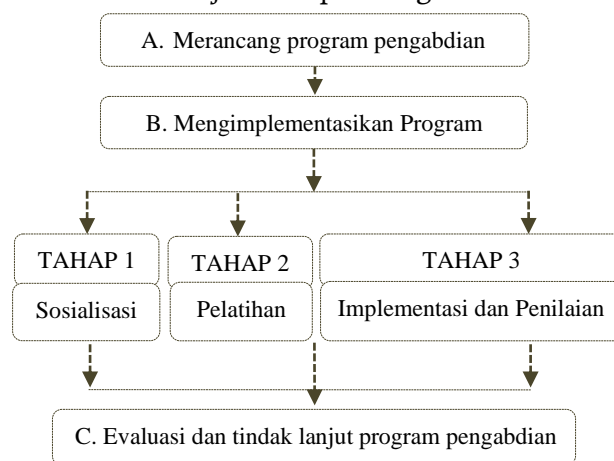 A. Merancang program pengabdian
B. Mengimplementasikan Program
TAHAP 1
Sosialisasi
TAHAP 2
Pelatihan
TAHAP 3
Implementasi dan Penilaian
C. Evaluasi dan tindak lanjut program pengabdian